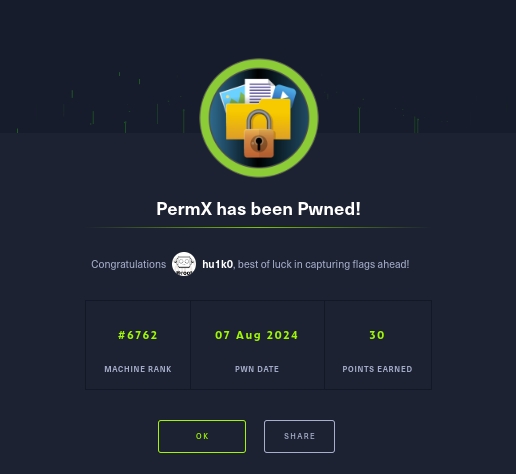 PermX has been Pwned!
Congratulations hu1k0, best of luck in capturing flags ahead!
#6762 07 Aug 2024 30
MACHINE RANK PWN DATE POINTS EARNED
OK SHARE